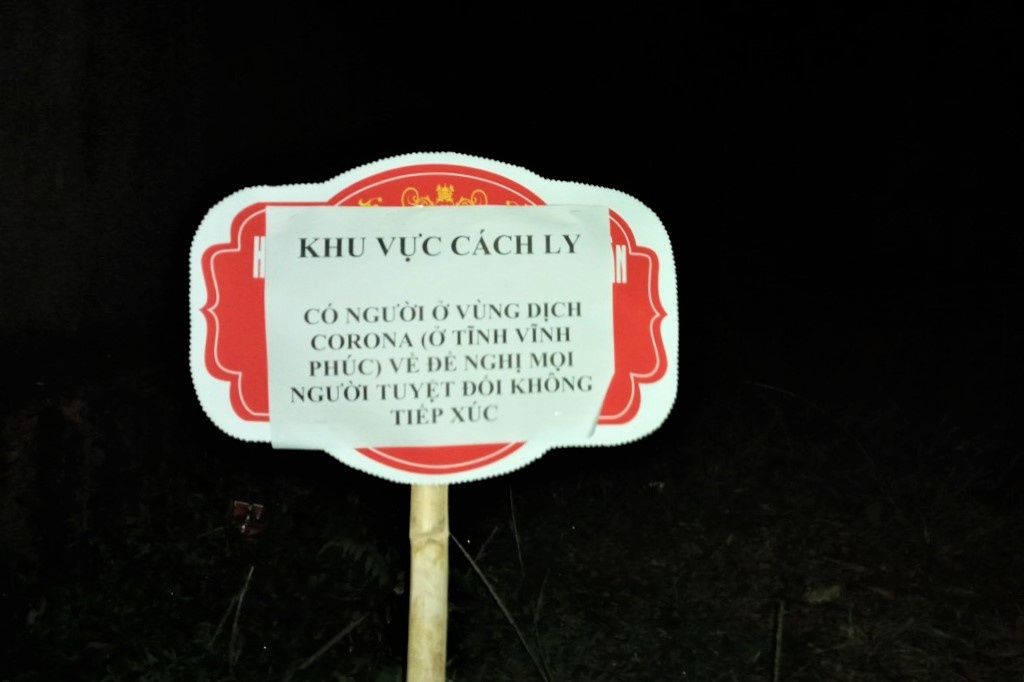 KHU VỰC CÁCH LY
CÓ NGƯỜI Ở VÙNG DỊCH
CORONA (Ở TĨNH VĨNH
PHÚC) VỀ ĐỀ NGHỊ MỌI
NGƯỜI TUYỆT ĐỐI KHÔNG
TIẾP XÚC